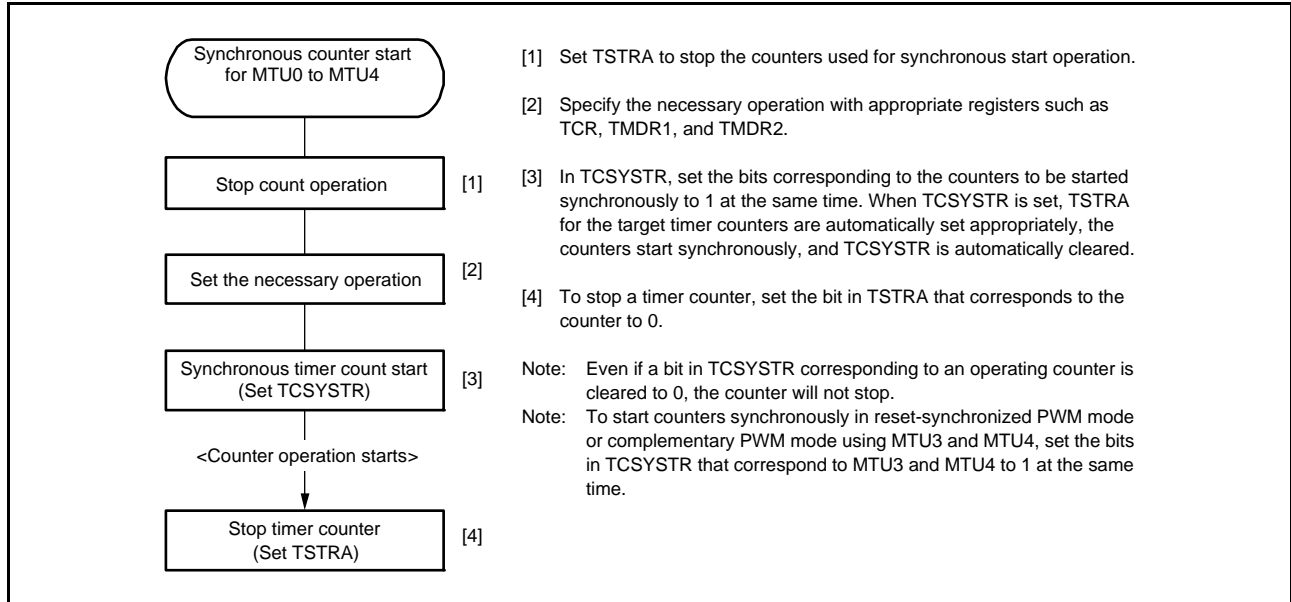 Synchronous counter start
for MTU0 to MTU4
Stop count operation
[1]
Set the necessary operation
[2]
Synchronous timer count start
(Set TCSYSTR)
[3]
<Counter operation starts>
Stop timer counter
(Set TSTRA)
[4]
[1] Set TSTRA to stop the counters used for synchronous start operation.
[2] Specify the necessary operation with appropriate registers such as
TCR, TMDR1, and TMDR2.
[3] In TCSYSTR, set the bits corresponding to the counters to be started
synchronously to 1 at the same time. When TCSYSTR is set, TSTRA
for the target timer counters are automatically set appropriately, the
counters start synchronously, and TCSYSTR is automatically cleared.
[4] To stop a timer counter, set the bit in TSTRA that corresponds to the
counter to 0.
Note: Even if a bit in TCSYSTR corresponding to an operating counter is
cleared to 0, the counter will not stop.
Note: To start counters synchronously in reset-synchronized PWM mode
or complementary PWM mode using MTU3 and MTU4, set the bits
in TCSYSTR that correspond to MTU3 and MTU4 to 1 at the same
time.